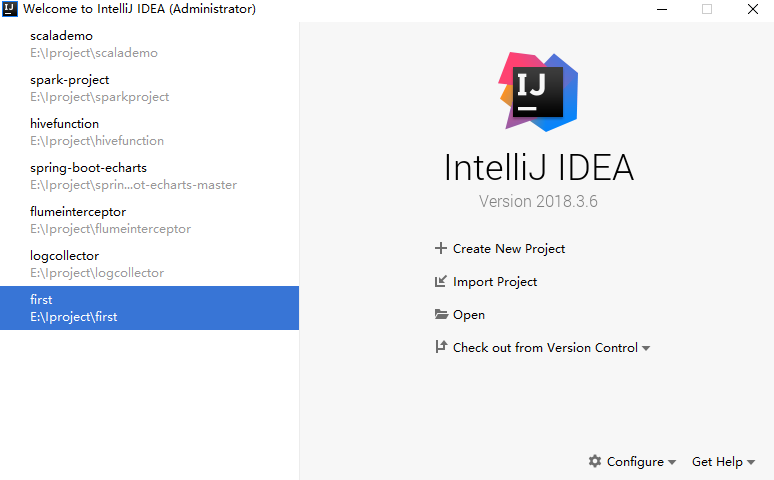 Welcome to IntelliJ IDEA (Administrator)
scalademo
E:\Iproject\scalademo
spark-project
E:\Iproject\sparkproject
hivefunction
E:\Iproject\hivefunction
spring-boot-echarts
E:\Iproject\sprin...ot-echarts-master
flumeinterceptor
E:\Iproject\flumeinterceptor
logcollector
E:\Iproject\logcollector
first
E:\Iproject\first
IJ
IntelliJ IDEA
Version 2018.3.6
Create New Project
Import Project
Open
Check out from Version Control
Configure
Get Help